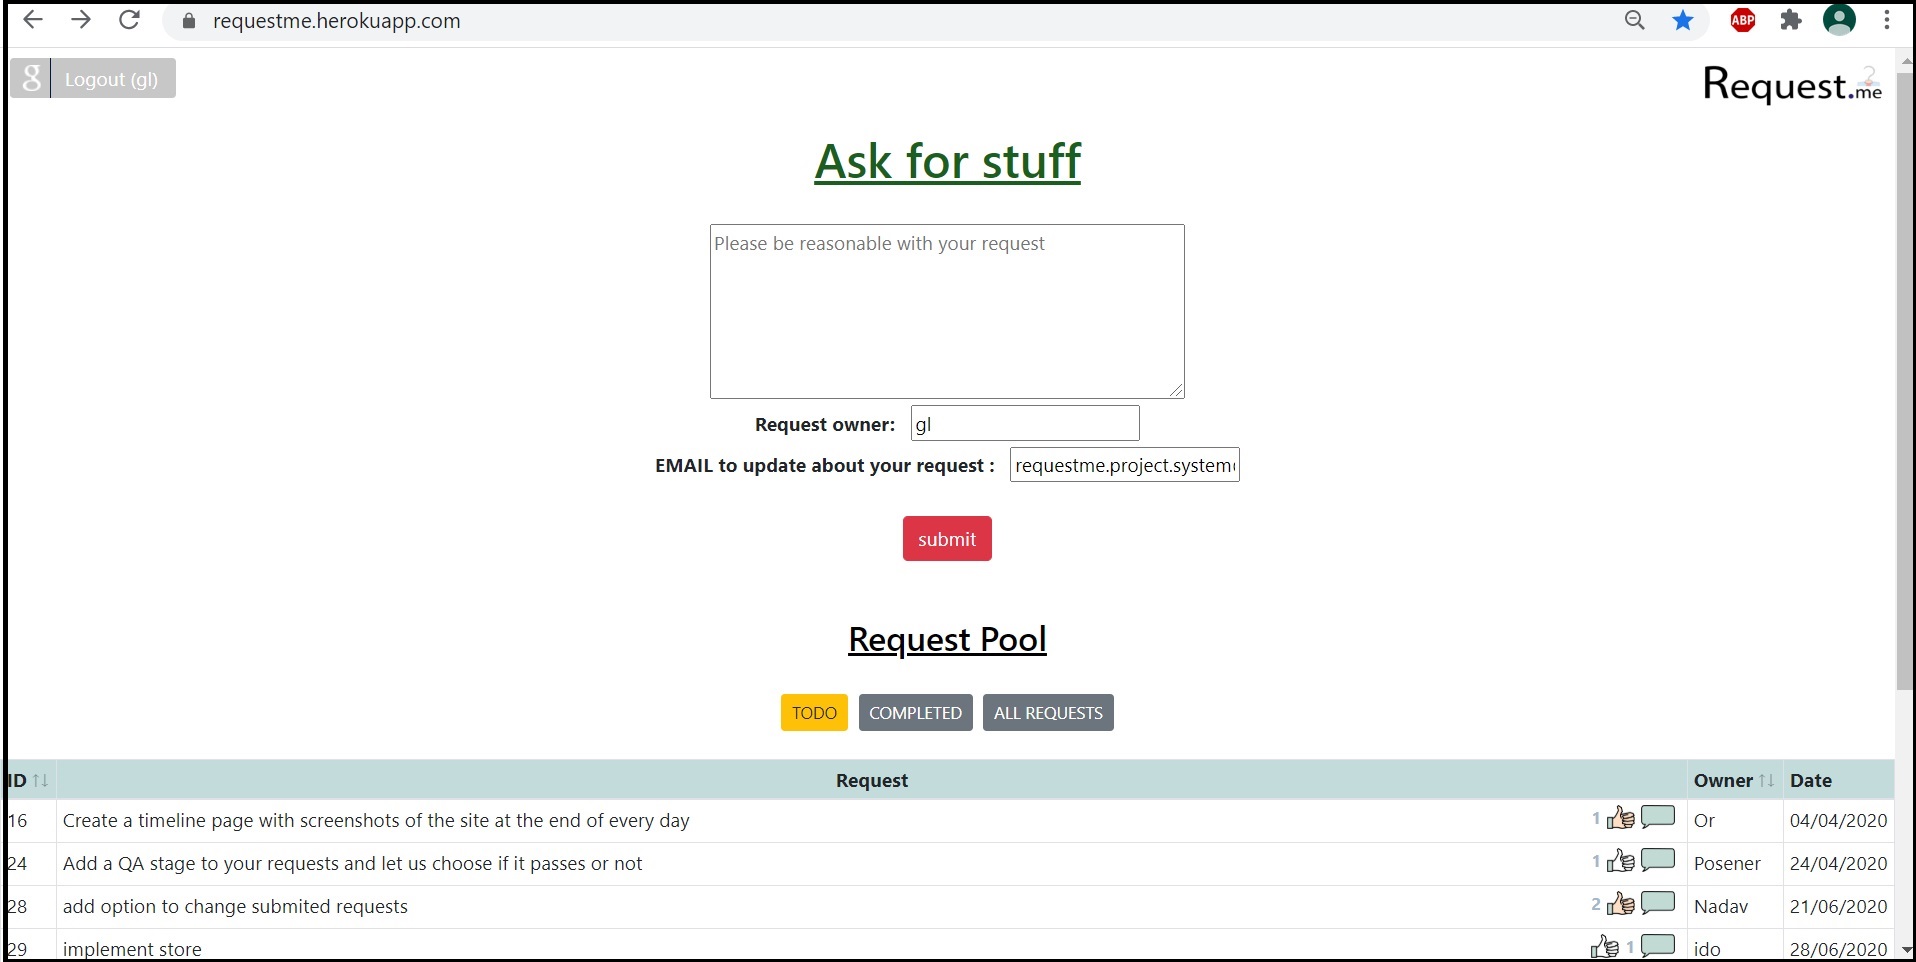 requestme.herokuapp.com
ABP
g Logout (gl)
Request.me
Ask for stuff
Please be reasonable with your request
Request owner: gl
EMAIL to update about your request : requestme.project.system
submit
Request Pool
TODO COMPLETED ALL REQUESTS
ID Request Owner Date
16 Create a timeline page with screenshots of the site at the end of every day 1 Or 04/04/2020
24 Add a QA stage to your requests and let us choose if it passes or not 1 Posener 24/04/2020
28 add option to change submited requests 2 Nadav 21/06/2020
29 implement store 1 ido 28/06/2020